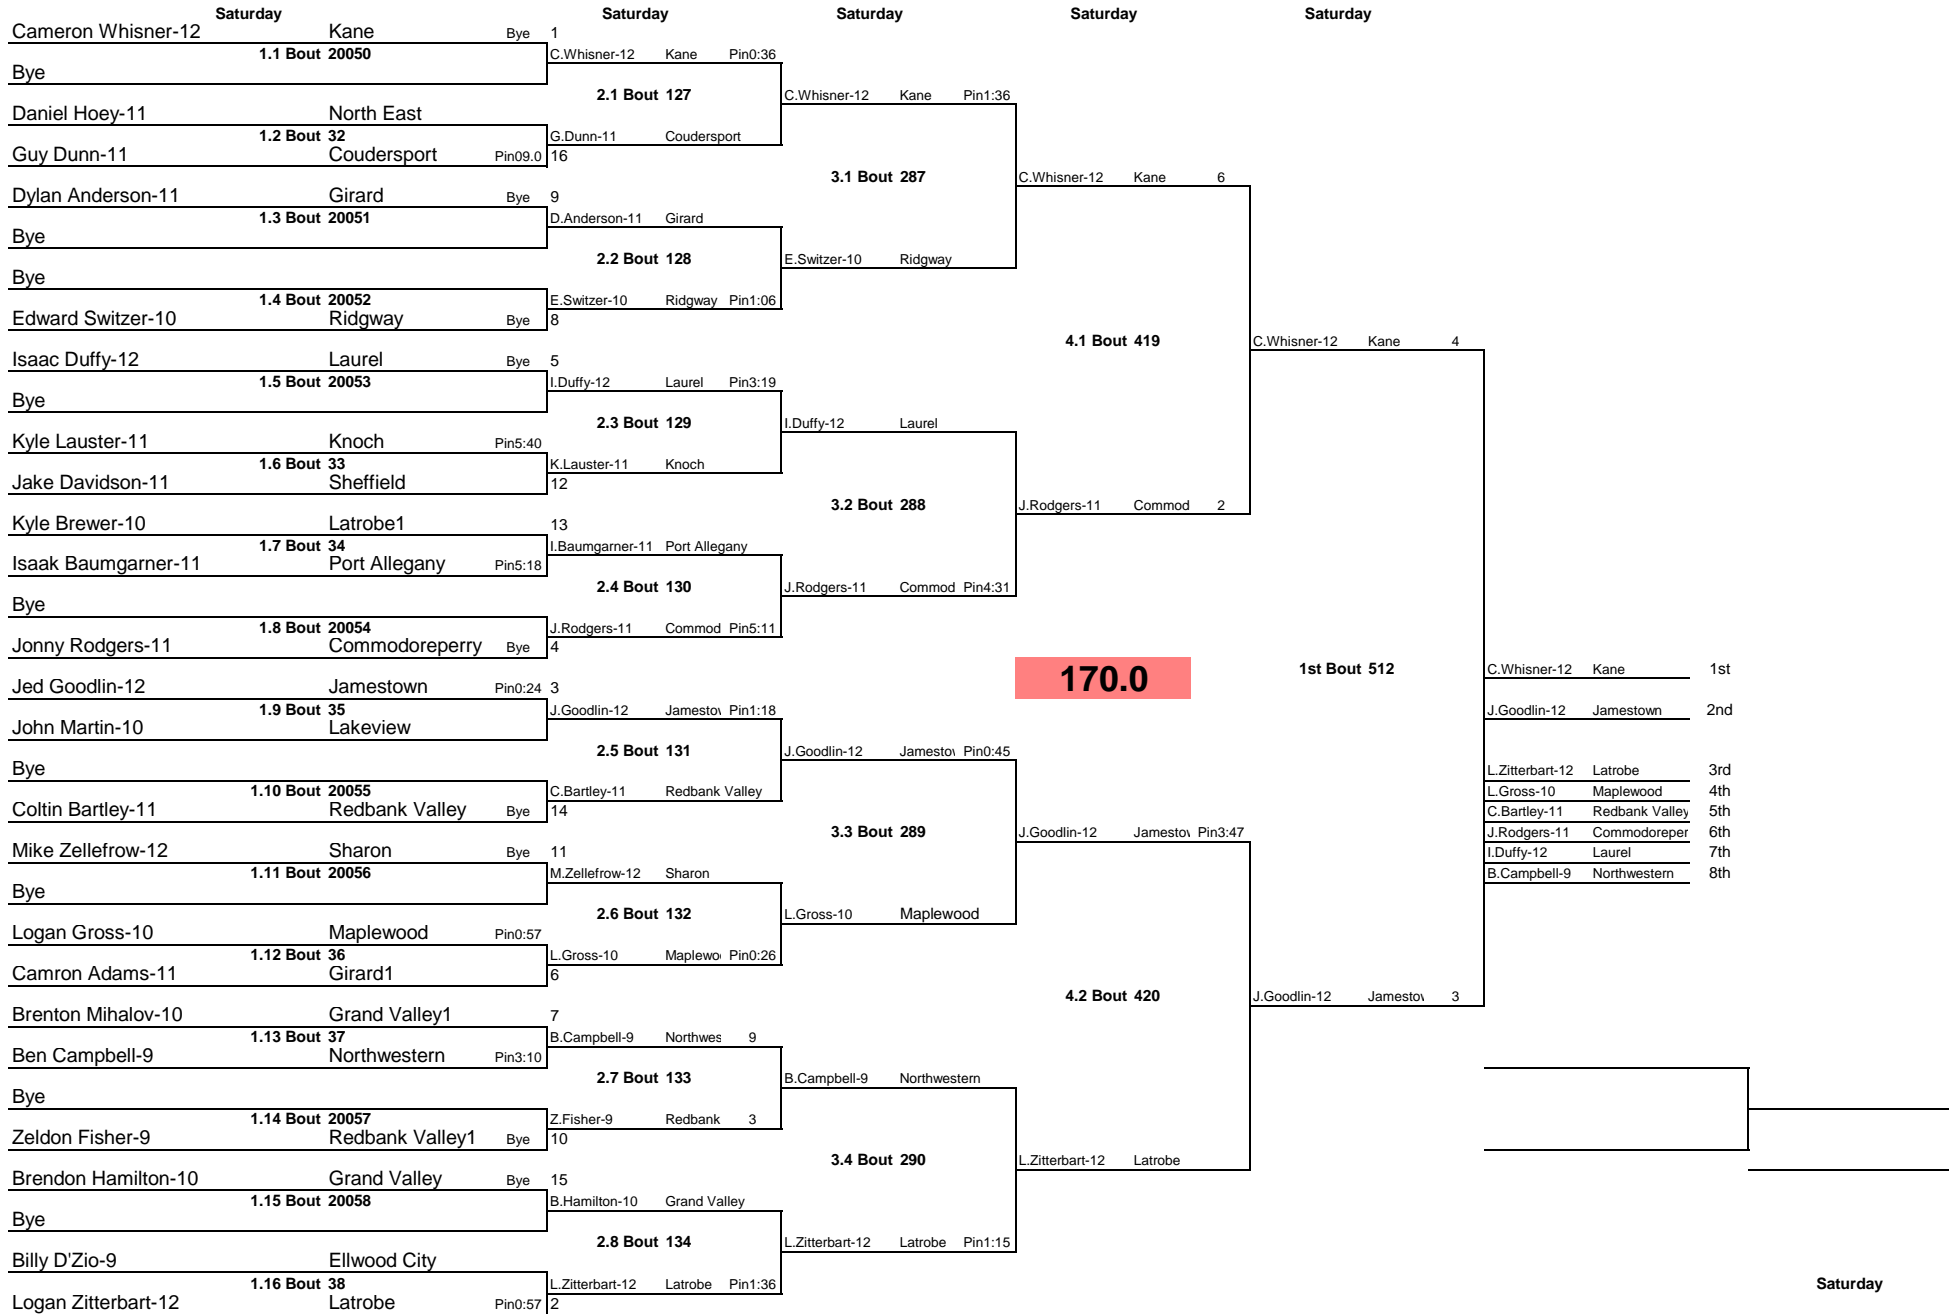 Saturday Saturday Saturday Saturday Saturday
Cameron Whisner-12 Kane Bye 1
1.1 Bout 20050 C.Whisner-12 Kane Pin0:36
Bye
2.1 Bout 127 C.Whisner-12 Kane Pin1:36
Daniel Hoey-11 North East
1.2 Bout 32 G.Dunn-11 Coudersport
Guy Dunn-11 Coudersport Pin09.0 16
3.1 Bout 287 C.Whisner-12 Kane 6
Dylan Anderson-11 Girard Bye 9
1.3 Bout 20051 D.Anderson-11 Girard
Bye
2.2 Bout 128 E.Switzer-10 Ridgway
Bye
1.4 Bout 20052 E.Switzer-10 Ridgway Pin1:06
Edward Switzer-10 Ridgway Bye 8
4.1 Bout 419 C.Whisner-12 Kane 4
Isaac Duffy-12 Laurel Bye 5
1.5 Bout 20053 I.Duffy-12 Laurel Pin3:19
Bye
2.3 Bout 129 I.Duffy-12 Laurel
Kyle Lauster-11 Knoch Pin5:40
1.6 Bout 33 K.Lauster-11 Knoch
Jake Davidson-11 Sheffield 12
3.2 Bout 288 J.Rodgers-11 Commod 2
Kyle Brewer-10 Latrobe1 13
1.7 Bout 34 I.Baumgarner-11 Port Allegany
Isaak Baumgarner-11 Port Allegany Pin5:18
2.4 Bout 130 J.Rodgers-11 Commod Pin4:31
Bye
1.8 Bout 20054 J.Rodgers-11 Commod Pin5:11
Jonny Rodgers-11 Commodoreperry Bye 4
170.0 1st Bout 512 C.Whisner-12 Kane 1st
Jed Goodlin-12 Jamestown Pin0:24 3
1.9 Bout 35 J.Goodlin-12 Jamestov Pin1:18 J.Goodlin-12 Jamestown 2nd
John Martin-10 Lakeview
2.5 Bout 131 J.Goodlin-12 Jamestov Pin0:45
Bye L.Zitterbart-12 Latrobe 3rd
1.10 Bout 20055 C.Bartley-11 Redbank Valley L.Gross-10 Maplewood 4th
Coltin Bartley-11 Redbank Valley Bye 14 C.Bartley-11 Redbank Valley 5th
3.3 Bout 289 J.Goodlin-12 Jamestov Pin3:47 J.Rodgers-11 Commodoreper 6th
Mike Zellefrow-12 Sharon Bye 11 I.Duffy-12 Laurel 7th
1.11 Bout 20056 M.Zellefrow-12 Sharon B.Campbell-9 Northwestern 8th
Bye
2.6 Bout 132 L.Gross-10 Maplewood
Logan Gross-10 Maplewood Pin0:57
1.12 Bout 36 L.Gross-10 Maplewo Pin0:26
Camron Adams-11 Girard1 6
4.2 Bout 420 J.Goodlin-12 Jamestov 3
Brenton Mihalov-10 Grand Valley1 7
1.13 Bout 37 B.Campbell-9 Northwes 9
Ben Campbell-9 Northwestern Pin3:10
2.7 Bout 133 B.Campbell-9 Northwestern
Bye
1.14 Bout 20057 Z.Fisher-9 Redbank 3
Zeldon Fisher-9 Redbank Valley1 Bye 10
3.4 Bout 290 L.Zitterbart-12 Latrobe
Brendon Hamilton-10 Grand Valley Bye 15
1.15 Bout 20058 B.Hamilton-10 Grand Valley
Bye
2.8 Bout 134 L.Zitterbart-12 Latrobe Pin1:15
Billy D'Zio-9 Ellwood City
1.16 Bout 38 L.Zitterbart-12 Latrobe Pin1:36 Saturday
Logan Zitterbart-12 Latrobe Pin0:57 2